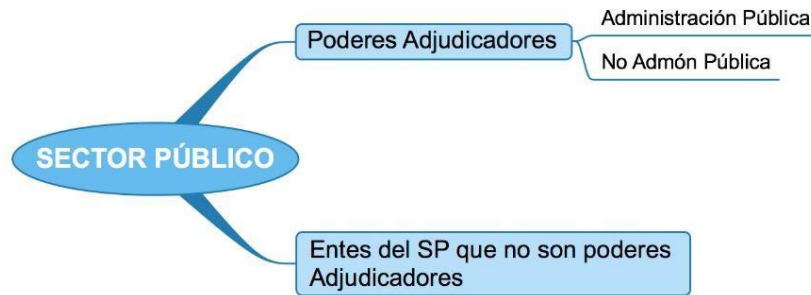 Poderes Adjudicadores
Administración Pública
No Admón Pública
SECTOR PÚBLICO
Entes del SP que no son poderes
Adjudicadores